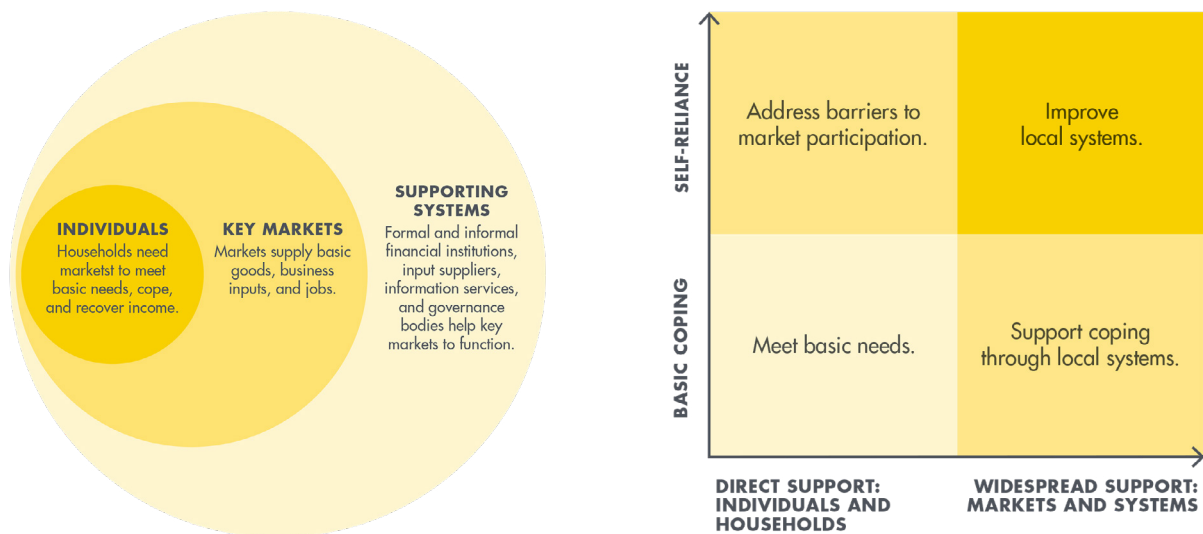 INDIVIDUALS
Households need
marketst to meet
basic needs, cope,
and recover income.
KEY MARKETS
Markets supply basic
goods, business
inputs, and jobs.
SUPPORTING
SYSTEMS
Formal and informal
financial institutions,
input suppliers,
information services,
and governance
bodies help key
markets to function.
SELF-RELIANCE
BASIC COPING
Address barriers to
market participation.
Improve
local systems.
Meet basic needs.
Support coping
through local systems.
DIRECT SUPPORT:
INDIVIDUALS AND
HOUSEHOLDS
WIDESPREAD SUPPORT:
MARKETS AND SYSTEMS